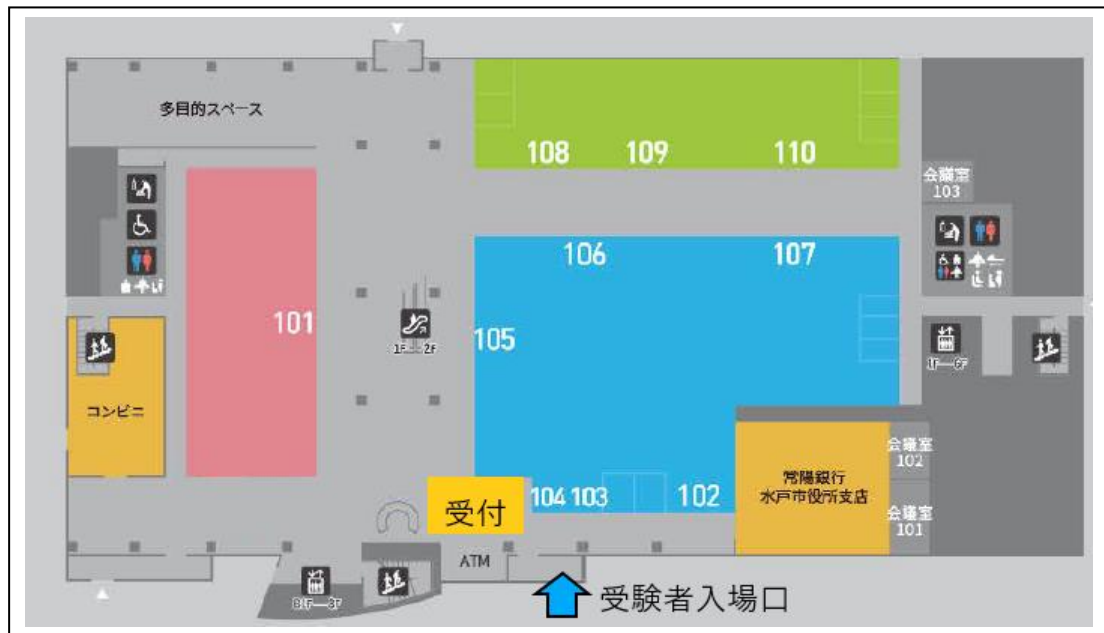 多目的スペース
108
109
110
会議室
103
106
107
101
105
1F—2F
1F—6F
コンビニ
会議室
102
常陽銀行
水戸市役所支店
104
103
102
受付
会議室
101
ATM
B1F—8F
受験者入場口